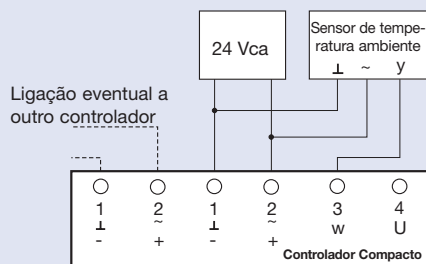 24 Vca
Sensor de tempe-
ratura ambiente
⊥ ~ y
Ligação eventual a
outro controlador
1 2 1 2 3 4
⊥ ~ ⊥ ~ w U
- + - +
Controlador Compacto